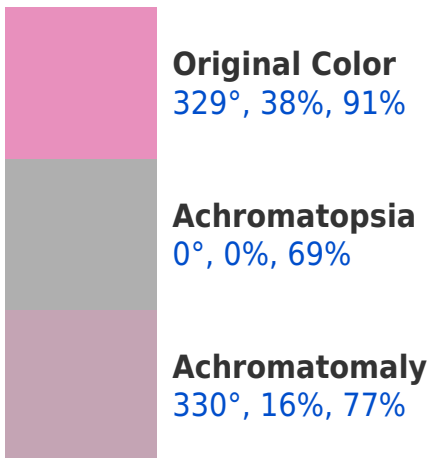 Original Color
329°, 38%, 91%
Achromatopsia
0°, 0%, 69%
Achromatomaly
330°, 16%, 77%